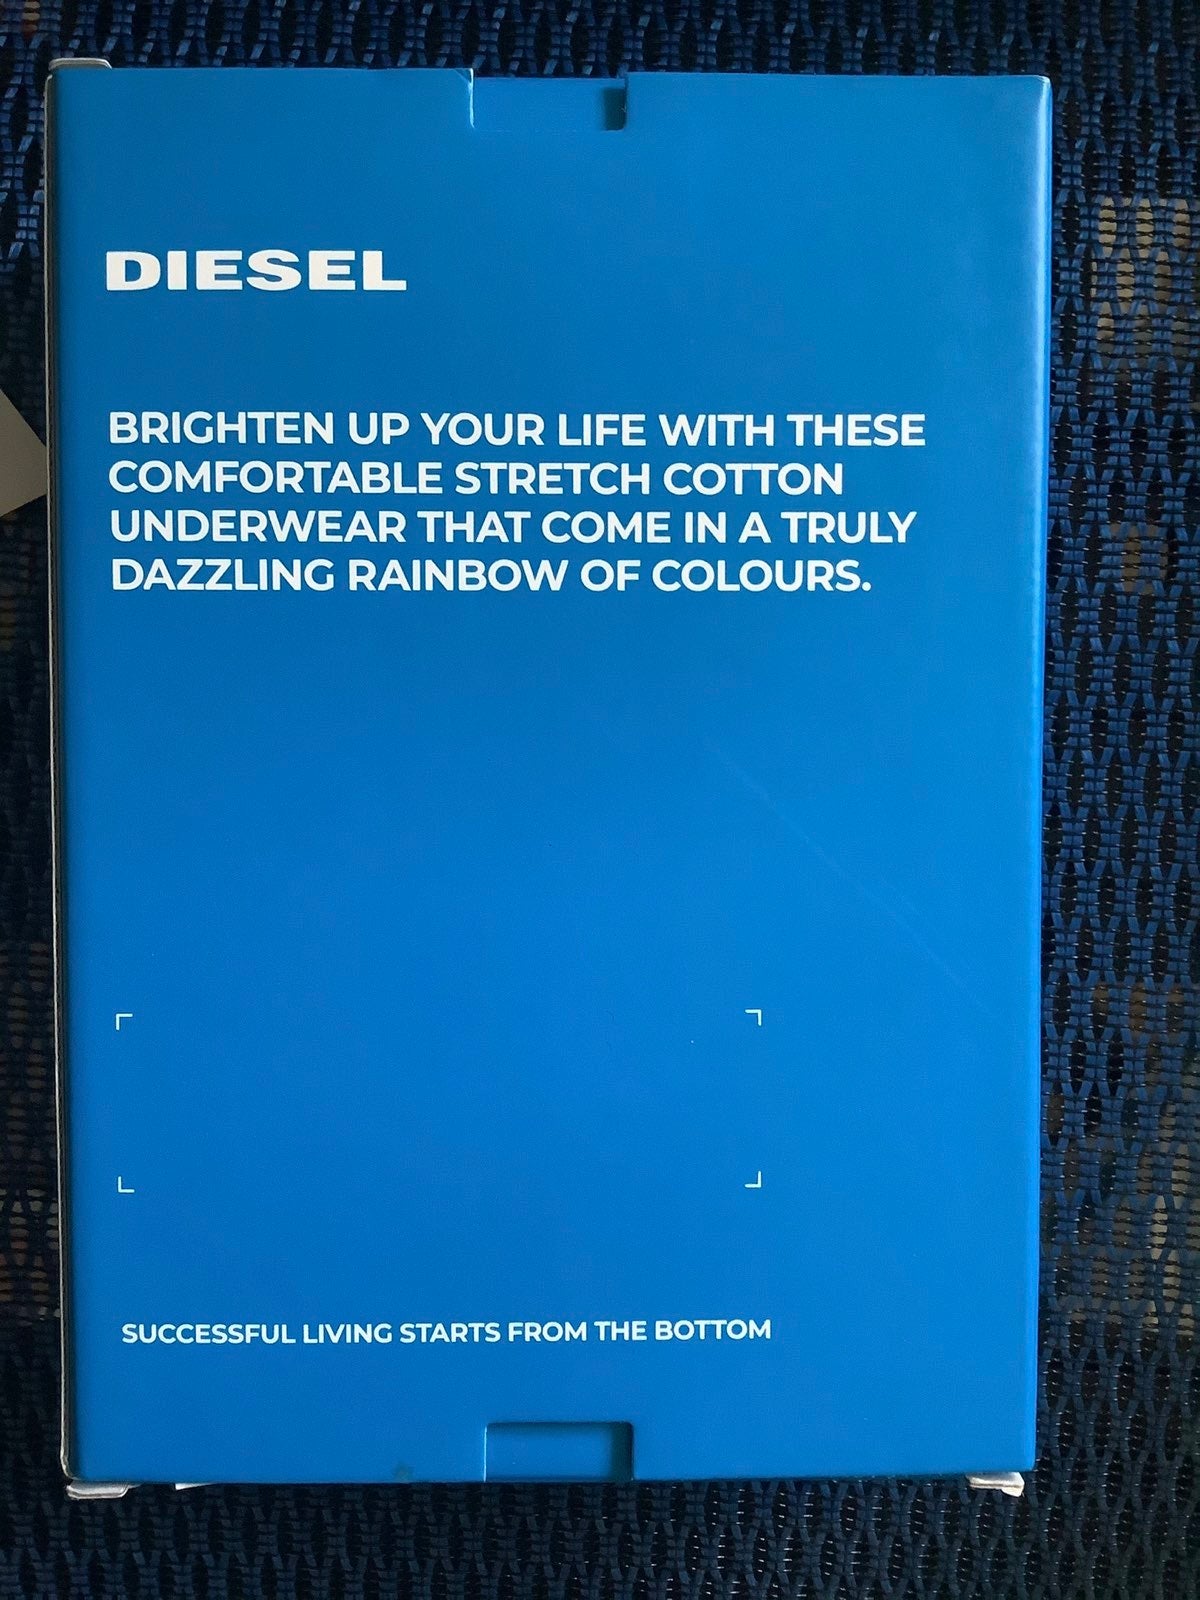 DIESEL
BRIGHTEN UP YOUR LIFE WITH THESE
COMFORTABLE STRETCH COTTON
UNDERWEAR THAT COME IN A TRULY
DAZZLING RAINBOW OF COLOURS.
SUCCESSFUL LIVING STARTS FROM THE BOTTOM